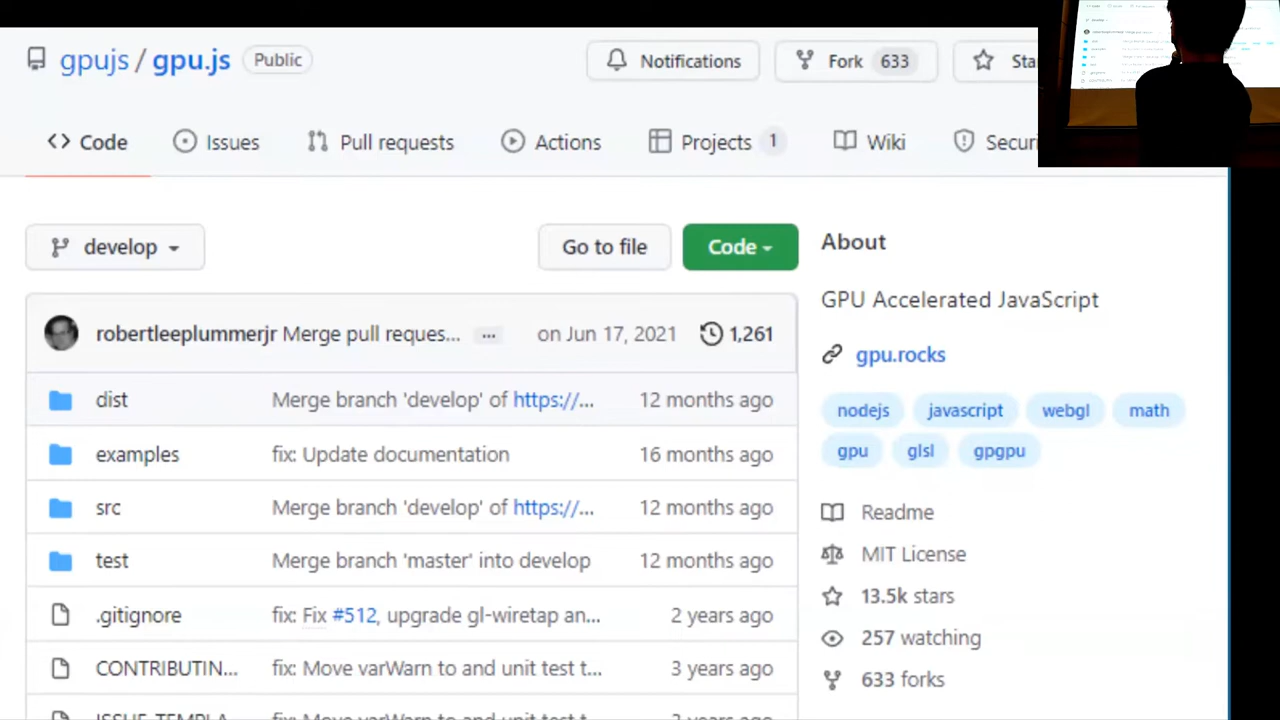 gpujs / gpu.js Public
Notifications
Fork 633
Sta
Code
Issues
Pull requests
Actions
Projects 1
Wiki
Securi
develop
Go to file
Code
About
GPU Accelerated JavaScript
gpu.rocks
robertleeplummerjr Merge pull reques... ... on Jun 17, 2021 1,261
dist Merge branch 'develop' of https://... 12 months ago
examples fix: Update documentation 16 months ago
src Merge branch 'develop' of https://... 12 months ago
test Merge branch 'master' into develop 12 months ago
.gitignore fix: Fix #512, upgrade gl-wiretap an... 2 years ago
CONTRIBUTIN... fix: Move varWarn to and unit test t... 3 years ago
nodejs javascript webgl math
gpu glsl gpgpu
Readme
MIT License
13.5k stars
257 watching
633 forks